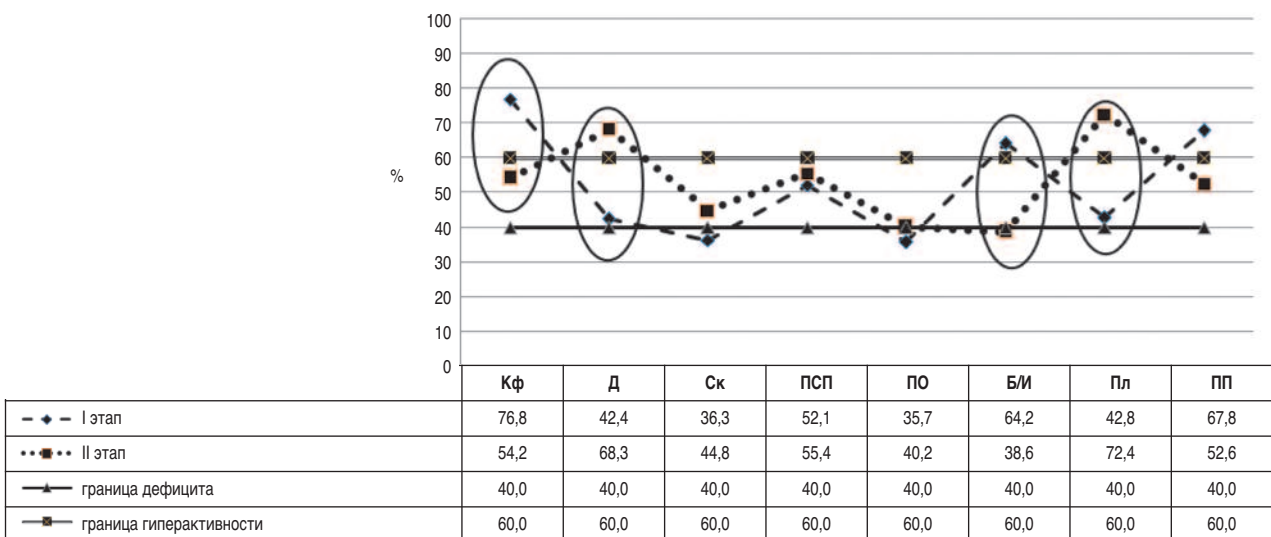 100
90
80
70
60
%
50
40
30
20
10
0
Кф Д Ск ПСП ПО Б/И Пл ПП
I этап 76,8 42,4 36,3 52,1 35,7 64,2 42,8 67,8
II этап 54,2 68,3 44,8 55,4 40,2 38,6 72,4 52,6
граница дефицита 40,0 40,0 40,0 40,0 40,0 40,0 40,0 40,0
граница гиперактивности 60,0 60,0 60,0 60,0 60,0 60,0 60,0 60,0